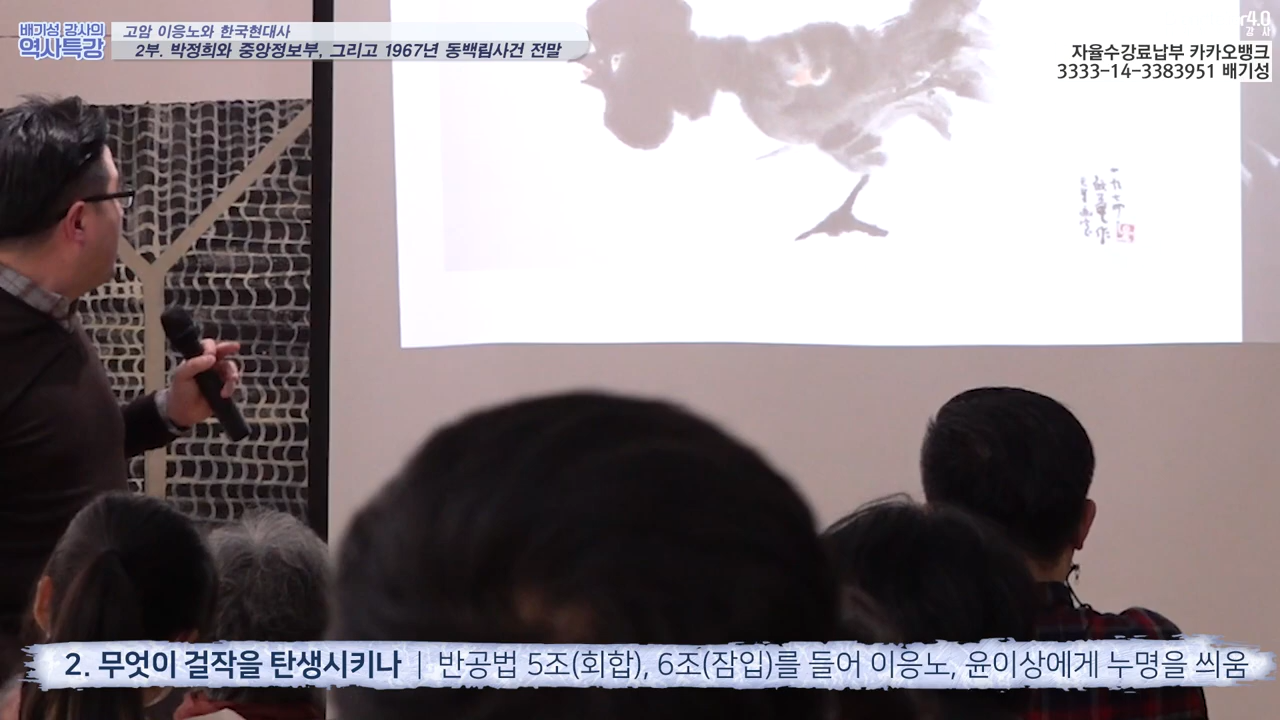 배기성 강사의
역사특강
고암 이응노와 한국현대사
2부. 박정희와 중앙정보부, 그리고 1967년 동백림사건 전말
r4.0
강사
자율수강료납부 카카오뱅크
3333-14-3383951 배기성
2. 무엇이 걸작을 탄생시키나 | 반공법 5조(회합), 6조(잠입)를 들어 이응노, 윤이상에게 누명을 씌움